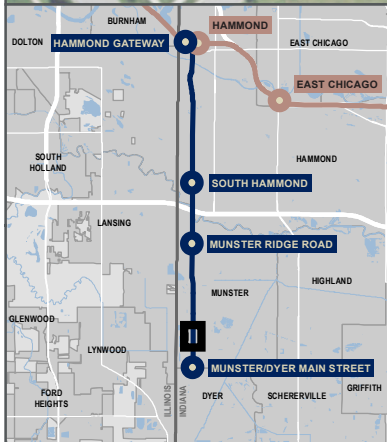 BURNHAM
HAMMOND
DOLTON
HAMMOND GATEWAY
EAST CHICAGO
EAST CHICAGO
SOUTH
HOLLAND
HAMMOND
SOUTH HAMMOND
LANSING
MUNSTER RIDGE ROAD
HIGHLAND
MUNSTER
GLENWOOD
LYNWOOD
MUNSTER/DYER MAIN STREET
ILLINOIS
INDIANA
FORD
HEIGHTS
DYER
SCHERERVILLE
GRIFFITH